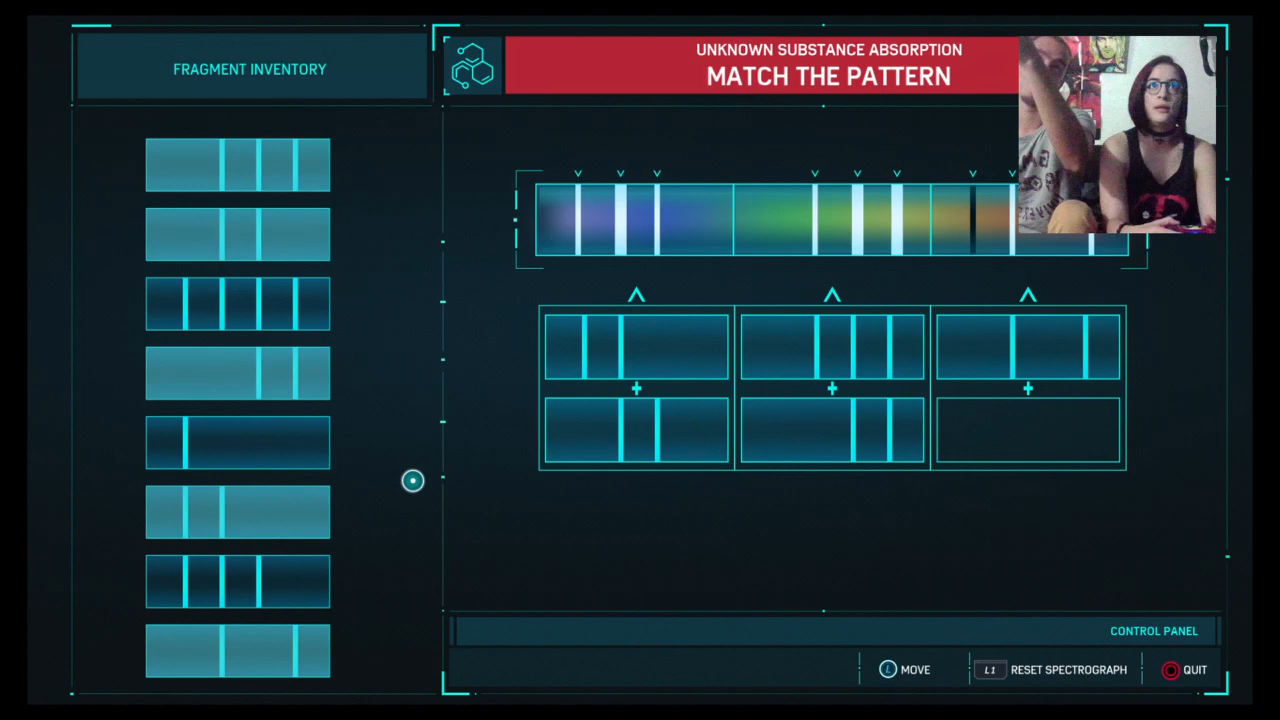 FRAGMENT INVENTORY
UNKNOWN SUBSTANCE ABSORPTION
MATCH THE PATTERN
CONTROL PANEL
L MOVE
L1 RESET SPECTROGRAPH
QUIT